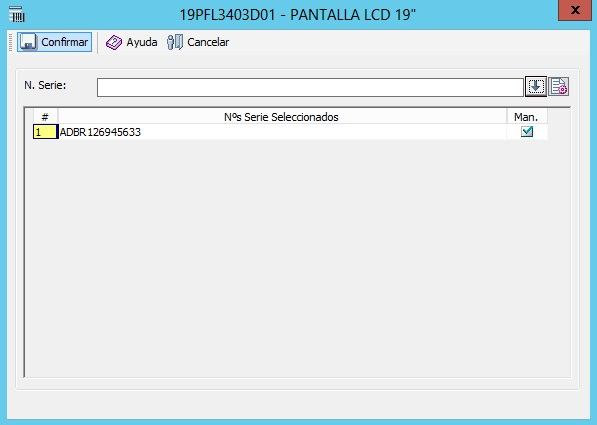 19PFL3403D01 - PANTALLA LCD 19"
x
Confirmar Ayuda Cancelar
N. Serie:
# Nºs Serie Seleccionados Man.
1 ADBR126945633